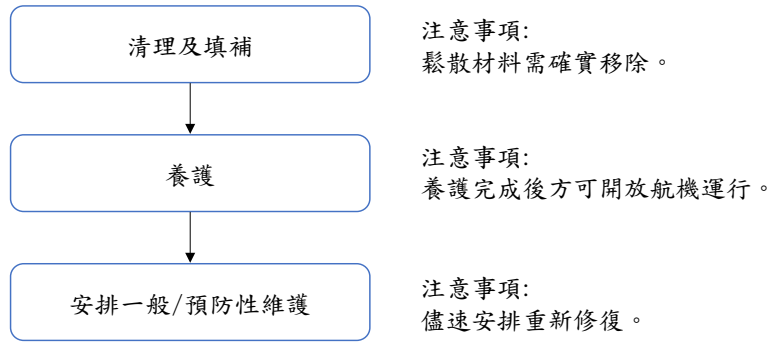 清理及填補
注意事項:
鬆散材料需確實移除。
養護
注意事項:
養護完成後方可開放航機運行。
安排一般/預防性維護
注意事項:
儘速安排重新修復。